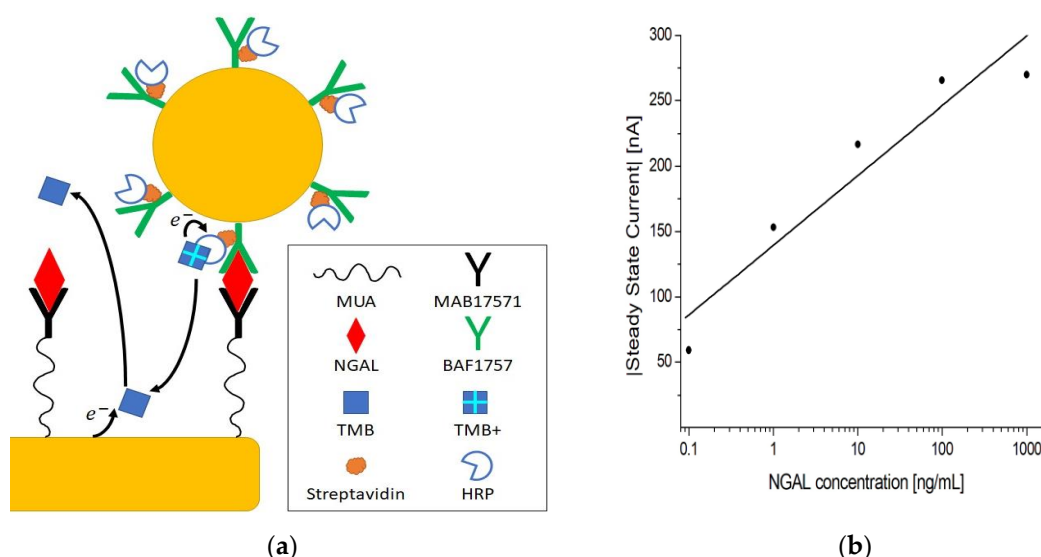 e⁻
e⁻
MUA
MAB17571
NGAL
BAF1757
TMB
TMB+
Streptavidin
HRP
(a)
|Steady State Current| [nA]
300
250
200
150
100
50
0.1
1
10
100
1000
NGAL concentration [ng/mL]
(b)